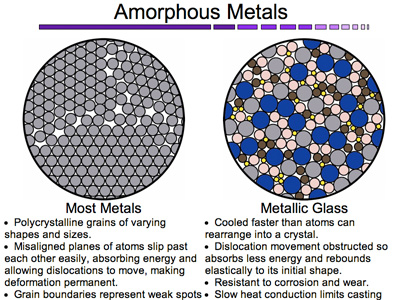 Amorphous Metals
Most Metals
• Polycrystalline grains of varying
shapes and sizes.
• Misaligned planes of atoms slip past
each other easily, absorbing energy and
allowing dislocations to move, making
deformation permanent.
• Grain boundaries represent weak spots
Metallic Glass
• Cooled faster than atoms can
rearrange into a crystal.
• Dislocation movement obstructed so
absorbs less energy and rebounds
elastically to its initial shape.
• Resistant to corrosion and wear.
• Slow heat conduction limits casting